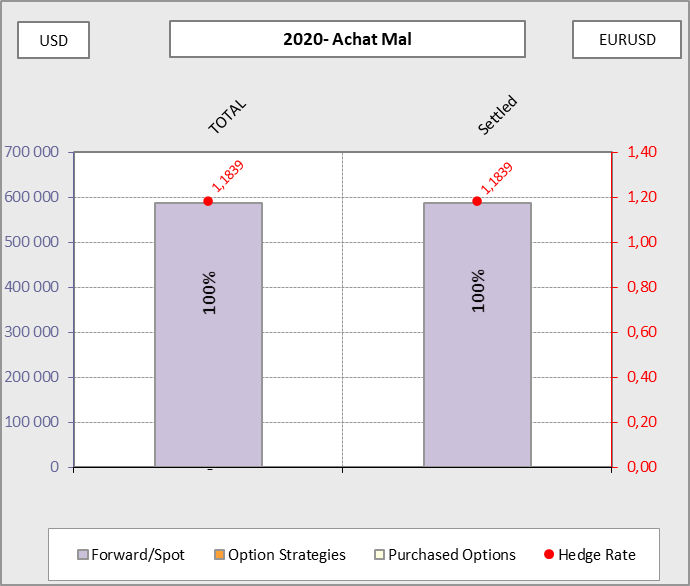 USD
2020- Achat Mal
EURUSD
TOTAL
Settled
700 000
600 000
500 000
400 000
300 000
200 000
100 000
0
1,1839
1,1839
100%
100%
1,40
1,20
1,00
0,80
0,60
0,40
0,20
0,00
-
Forward/Spot
Option Strategies
Purchased Options
Hedge Rate